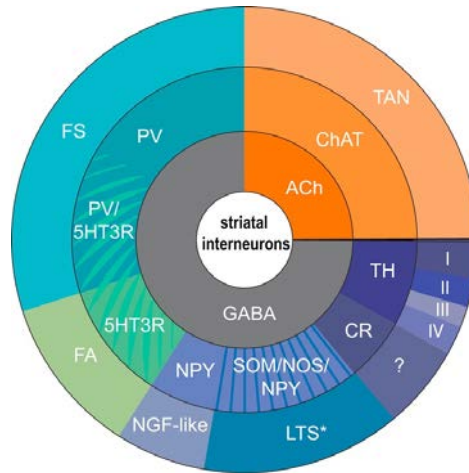 TAN
ChAT
ACh
FS
PV
PV/
5HT3R
striatal
interneurons
GABA
TH
I
II
III
IV
CR
?
5HT3R
FA
NPY
SOM/NOS/
NPY
NGF-like
LTS*